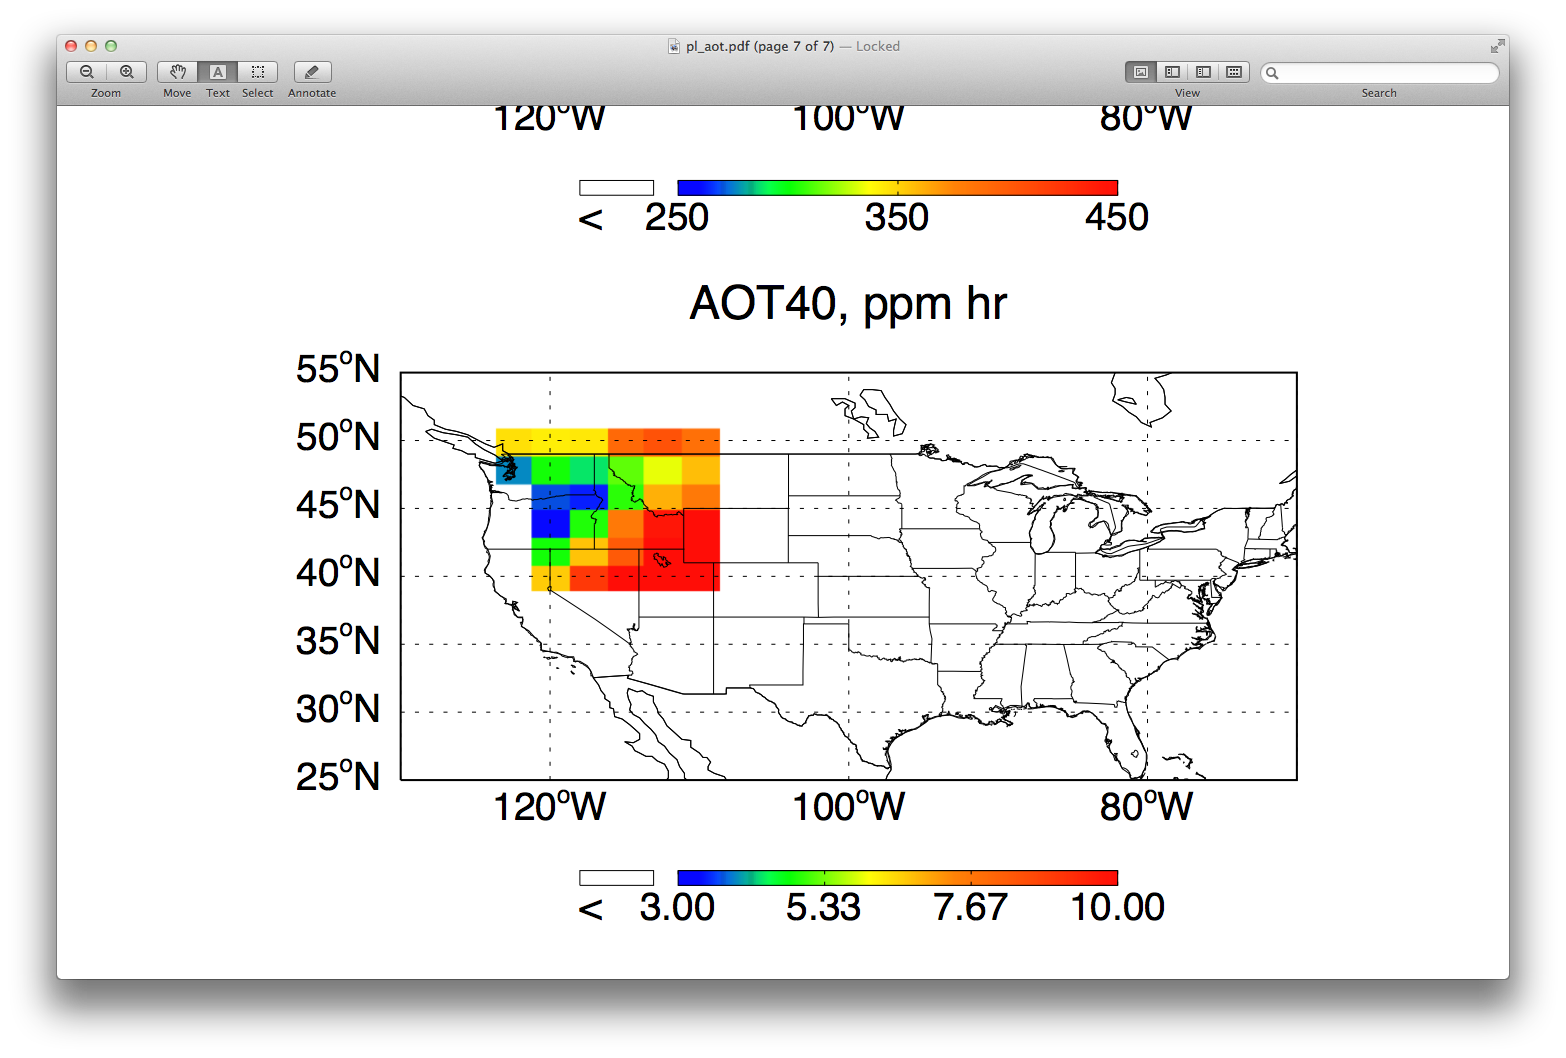 pl_aot.pdf (page 7 of 7) — Locked
Zoom Move Text Select Annotate View Search
120°W 100°W 80°W
< 250 350 450
AOT40, ppm hr
55°N
50°N
45°N
40°N
35°N
30°N
25°N
120°W 100°W 80°W
< 3.00 5.33 7.67 10.00